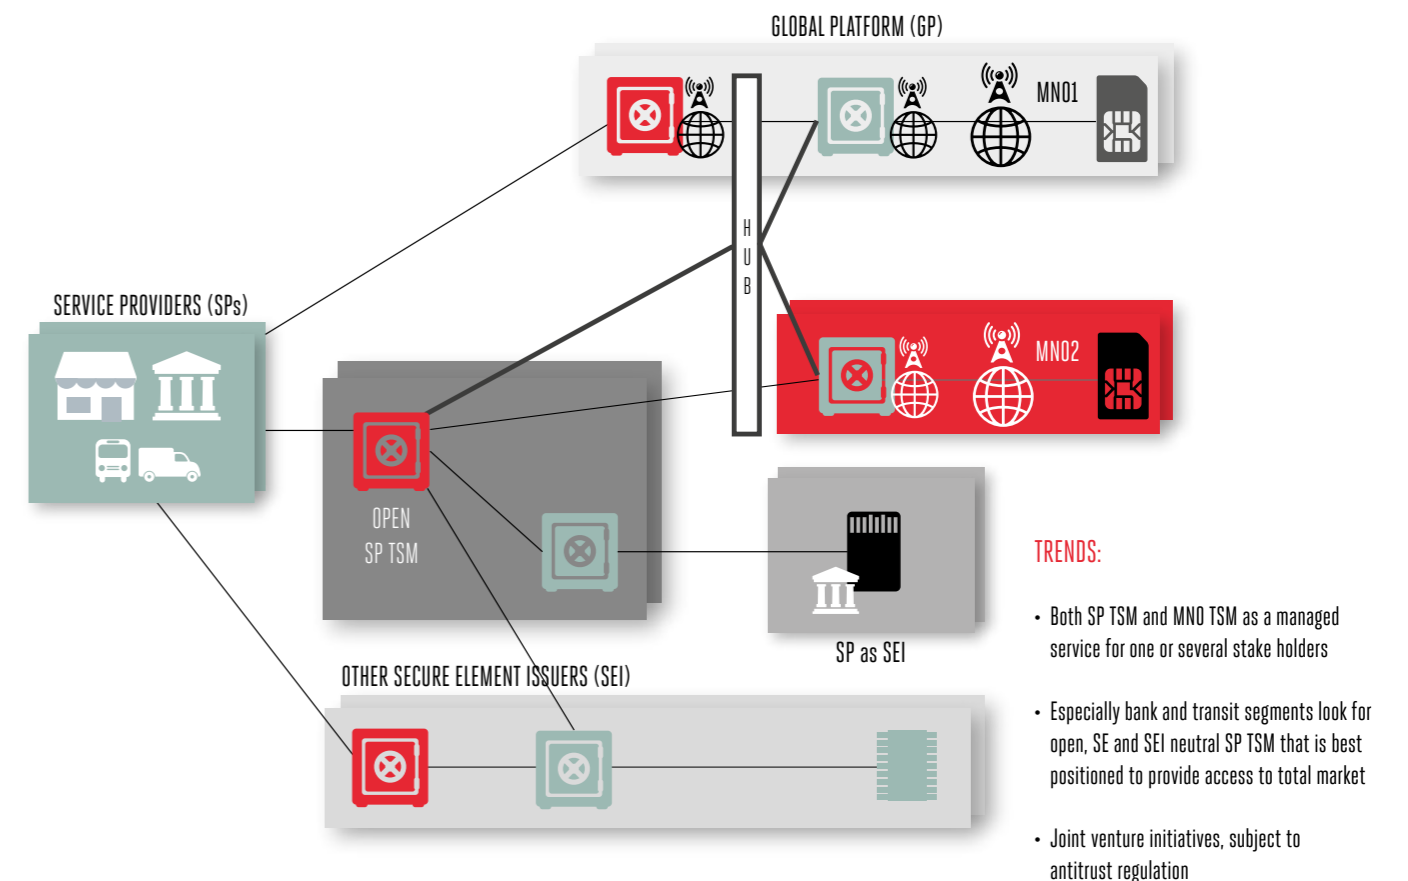 GLOBAL PLATFORM (GP)
MNO1
HUB
SERVICE PROVIDERS (SPs)
MNO2
OPEN
SP TSM
SP as SEI
OTHER SECURE ELEMENT ISSUERS (SEI)
TRENDS:
• Both SP TSM and MNO TSM as a managed
service for one or several stake holders
• Especially bank and transit segments look for
open, SE and SEI neutral SP TSM that is best
positioned to provide access to total market
• Joint venture initiatives, subject to
antitrust regulation